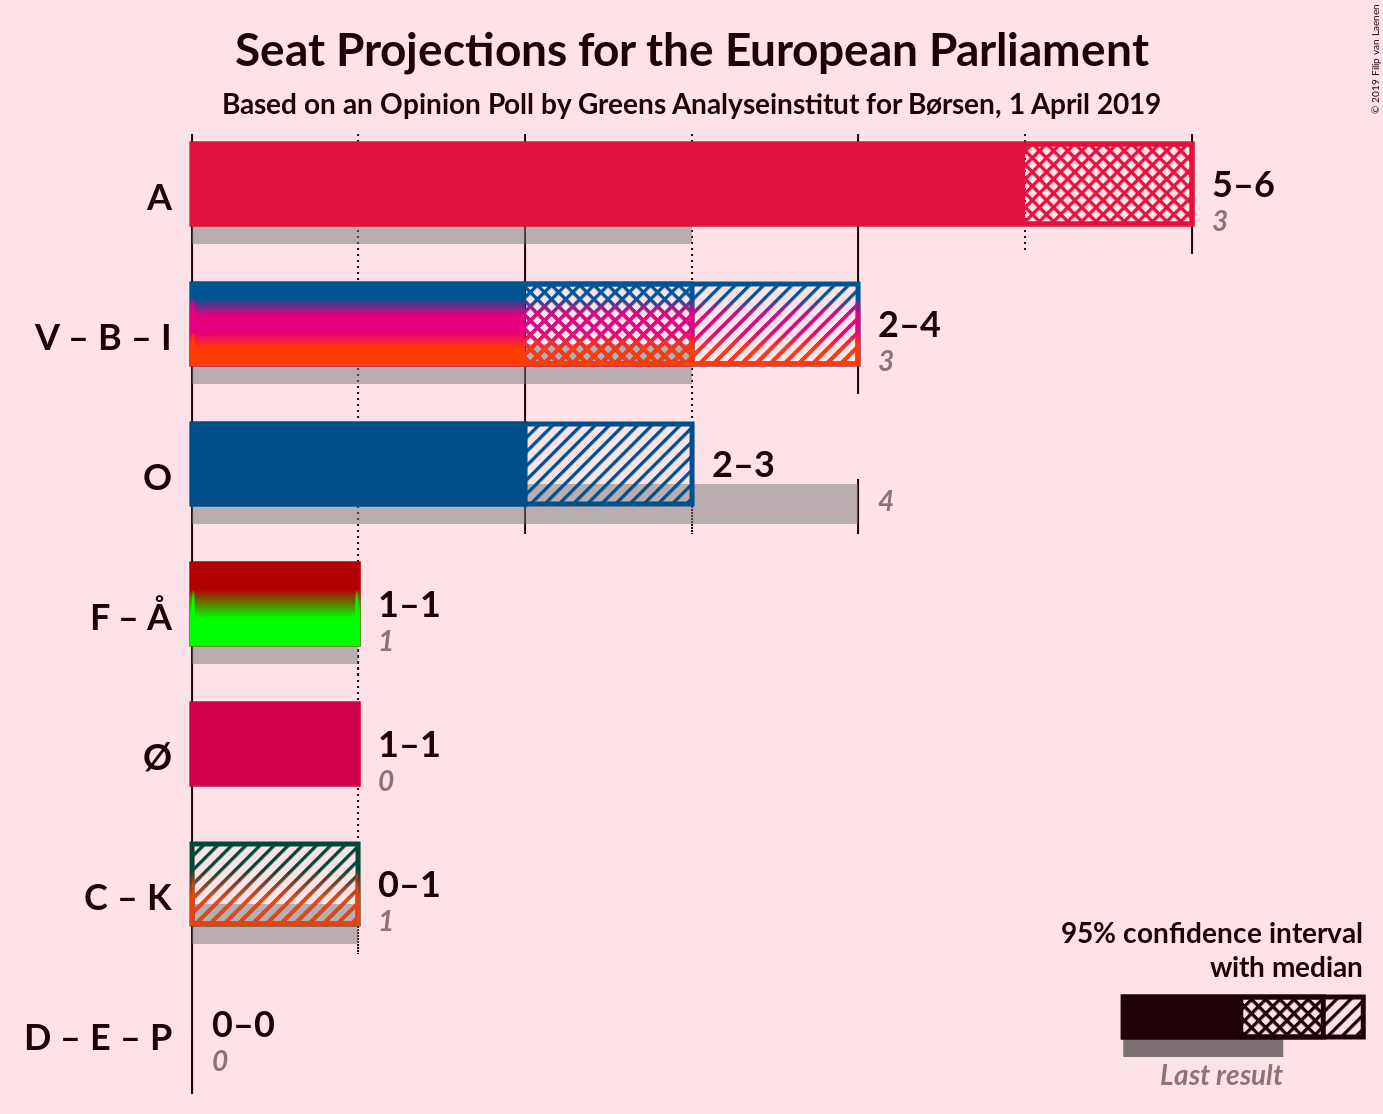 Seat Projections for the European Parliament
Based on an Opinion Poll by Greens Analyseinstitut for Børsen, 1 April 2019
© 2019 Filip van Laenen
A
5–6
3
V – B – I
2–4
3
O
2–3
4
F – Å
1–1
1
Ø
1–1
0
C – K
0–1
1
D – E – P
0–0
0
95% confidence interval
with median
Last result